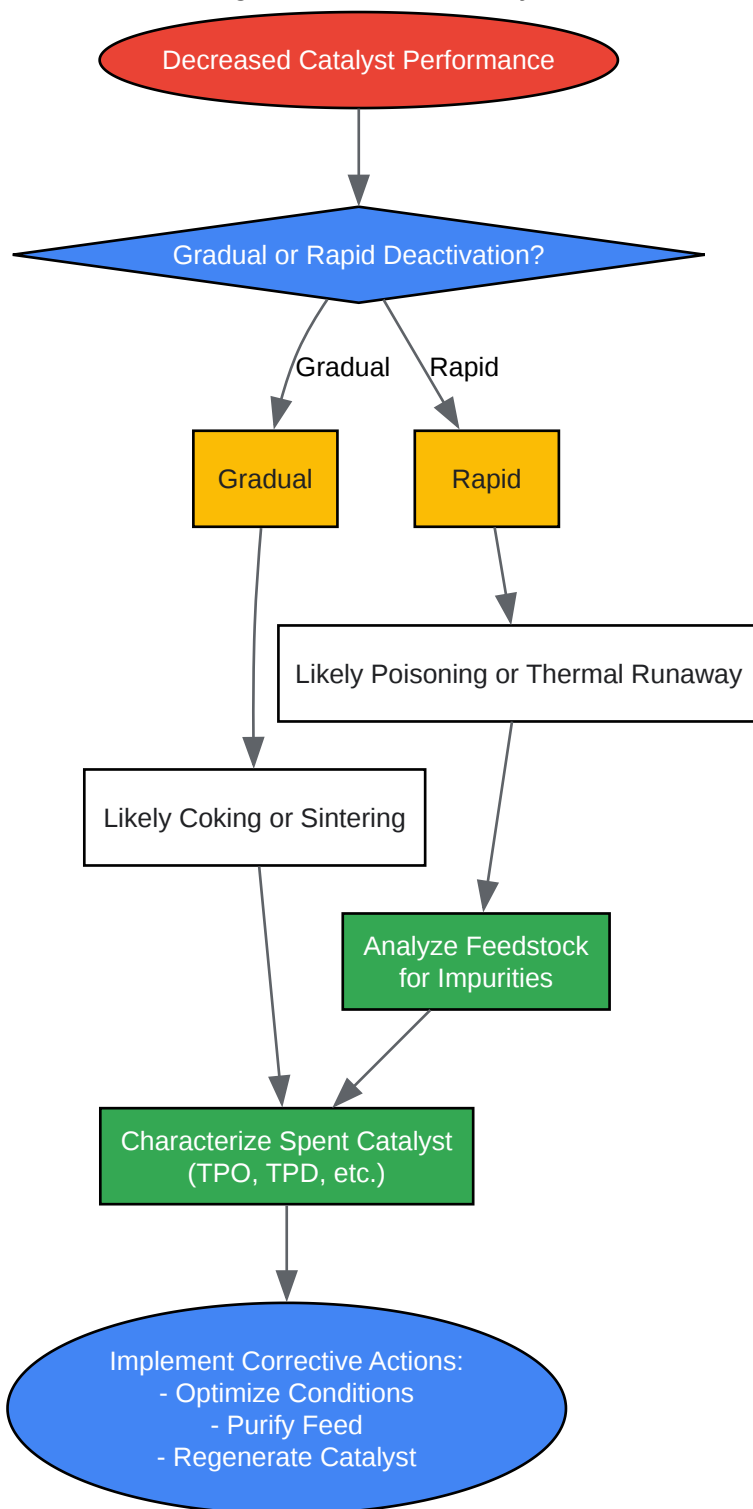 Decreased Catalyst Performance
Gradual or Rapid Deactivation?
Gradual
Rapid
Gradual
Rapid
Likely Poisoning or Thermal Runaway
Likely Coking or Sintering
Analyze Feedstock
for Impurities
Characterize Spent Catalyst
(TPO, TPD, etc.)
Implement Corrective Actions:
- Optimize Conditions
- Purify Feed
- Regenerate Catalyst